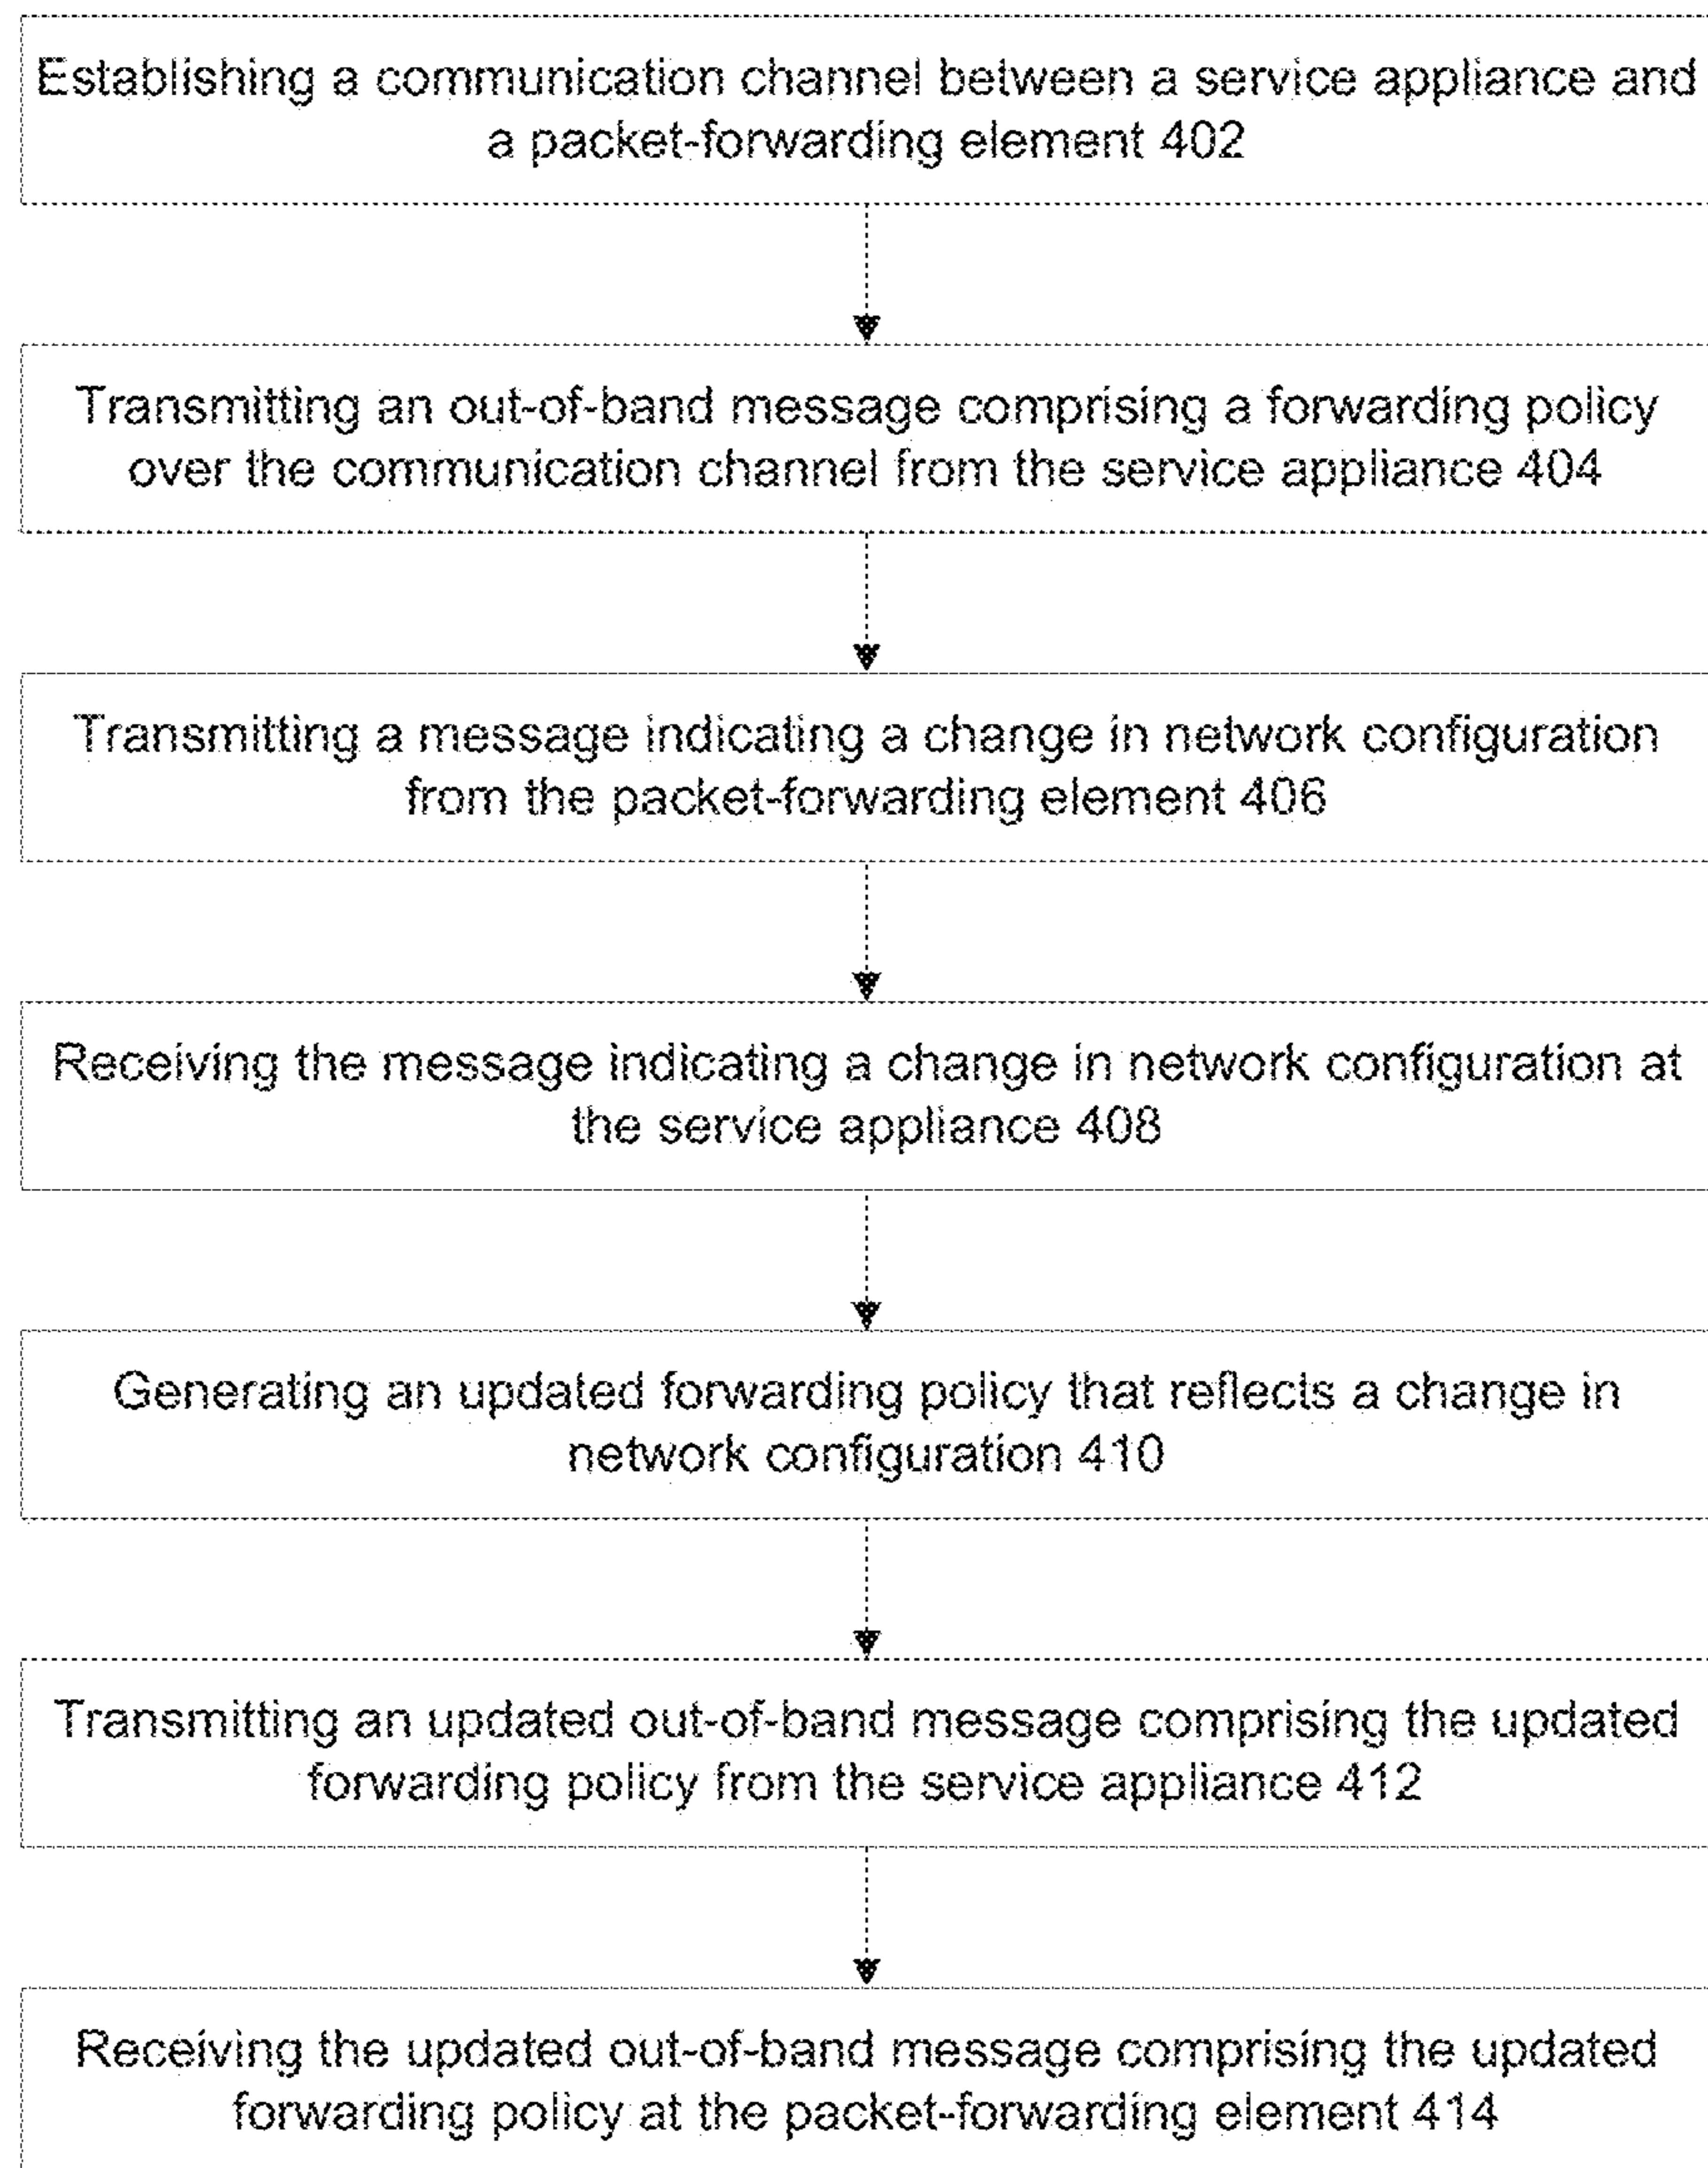 Establishing a communication channel between a service appliance and
a packet-forwarding element 402
Transmitting an out-of-band message comprising a forwarding policy
over the communication channel from the service appliance 404
Transmitting a message indicating a change in network configuration
from the packet-forwarding element 406
Receiving the message indicating a change in network configuration at
the service appliance 408
Generating an updated forwarding policy that reflects a change in
network configuration 410
Transmitting an updated out-of-band message comprising the updated
forwarding policy from the service appliance 412
Receiving the updated out-of-band message comprising the updated
forwarding policy at the packet-forwarding element 414